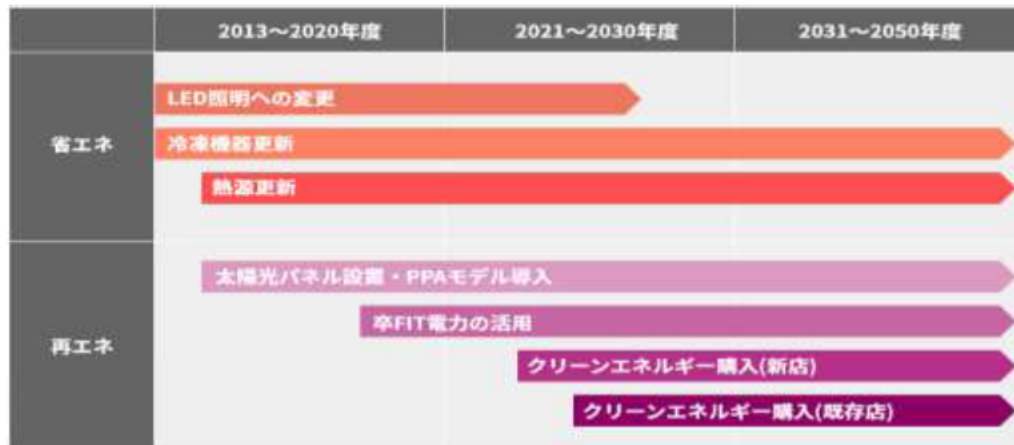 2013～2020年度 2021～2030年度 2031～2050年度
省エネ
LED照明への変更
冷凍機器更新
熱源更新
再エネ
太陽光パネル設置・PPAモデル導入
卒FIT電力の活用
クリーンエネルギー購入(新店)
クリーンエネルギー購入(既存店)